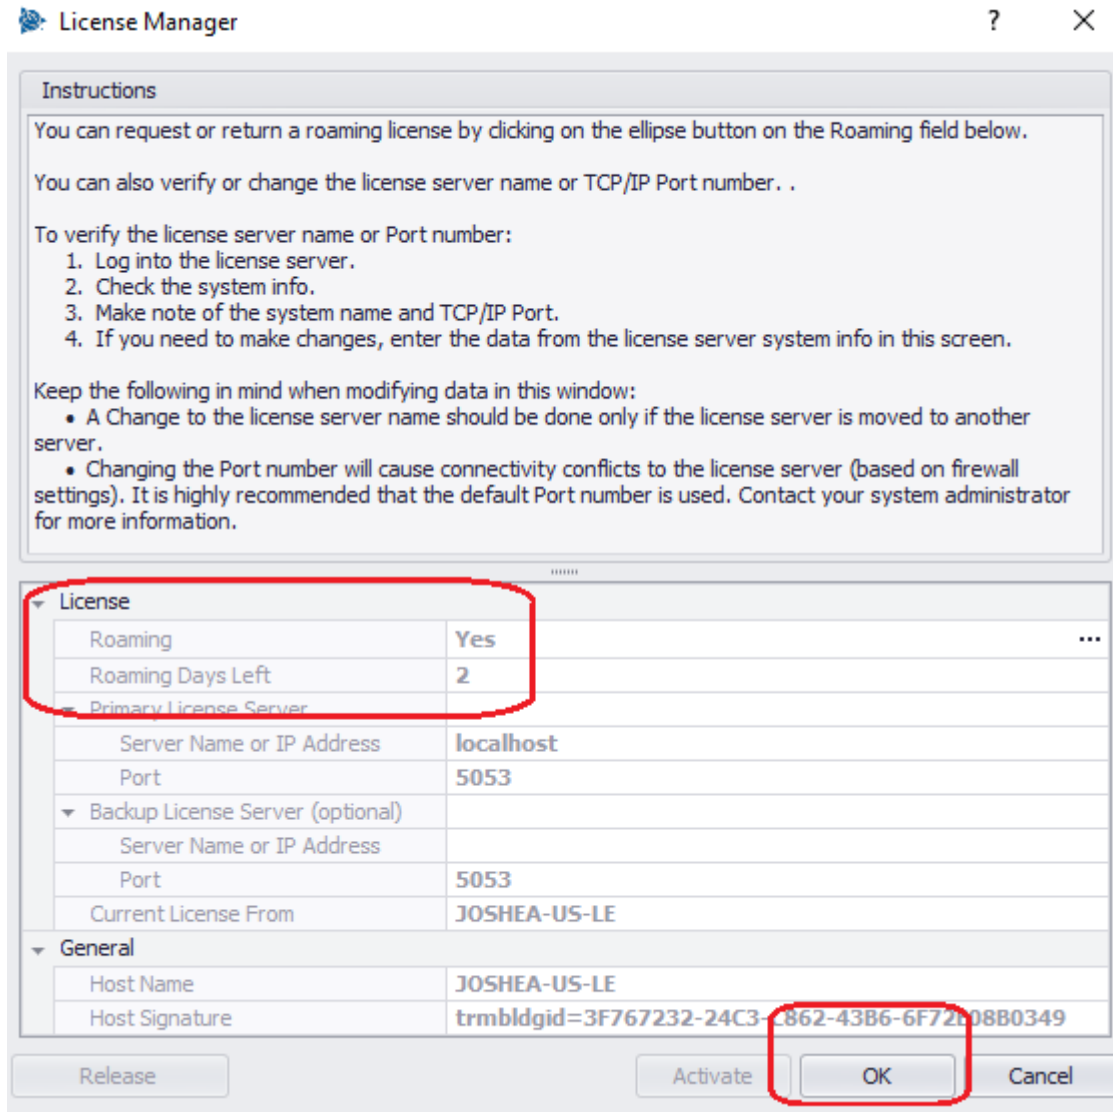 License Manager ? ×
Instructions
You can request or return a roaming license by clicking on the ellipse button on the Roaming field below.
You can also verify or change the license server name or TCP/IP Port number. .
To verify the license server name or Port number:
1. Log into the license server.
2. Check the system info.
3. Make note of the system name and TCP/IP Port.
4. If you need to make changes, enter the data from the license server system info in this screen.
Keep the following in mind when modifying data in this window:
• A Change to the license server name should be done only if the license server is moved to another
server.
• Changing the Port number will cause connectivity conflicts to the license server (based on firewall
settings). It is highly recommended that the default Port number is used. Contact your system administrator
for more information.
License
Roaming Yes ...
Roaming Days Left 2
Primary License Server
Server Name or IP Address localhost
Port 5053
Backup License Server (optional)
Server Name or IP Address
Port 5053
Current License From JOSHEA-US-LE
General
Host Name JOSHEA-US-LE
Host Signature
Release Activate OK Cancel